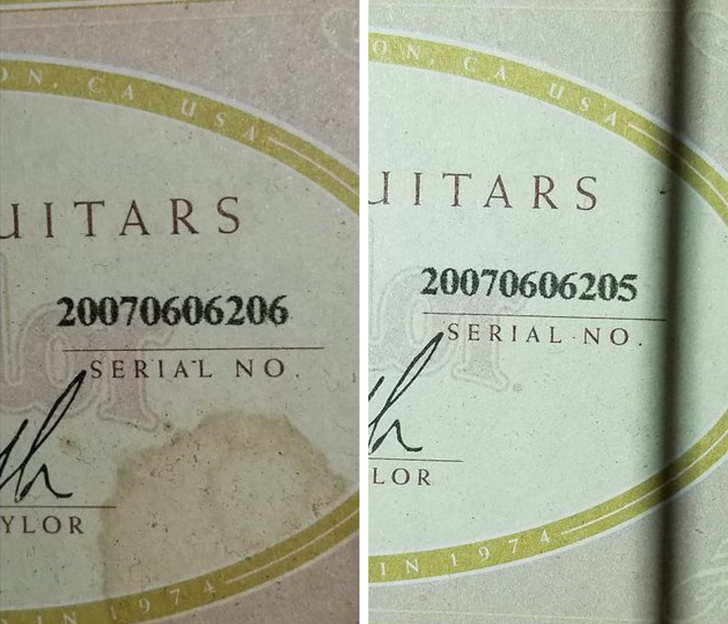 ON, CA USA
UITARS
20070606206
SERIAL NO.
YLOR
IN 1974
ON, CA USA
UITARS
20070606205
SERIAL NO.
LOR
IN 1974